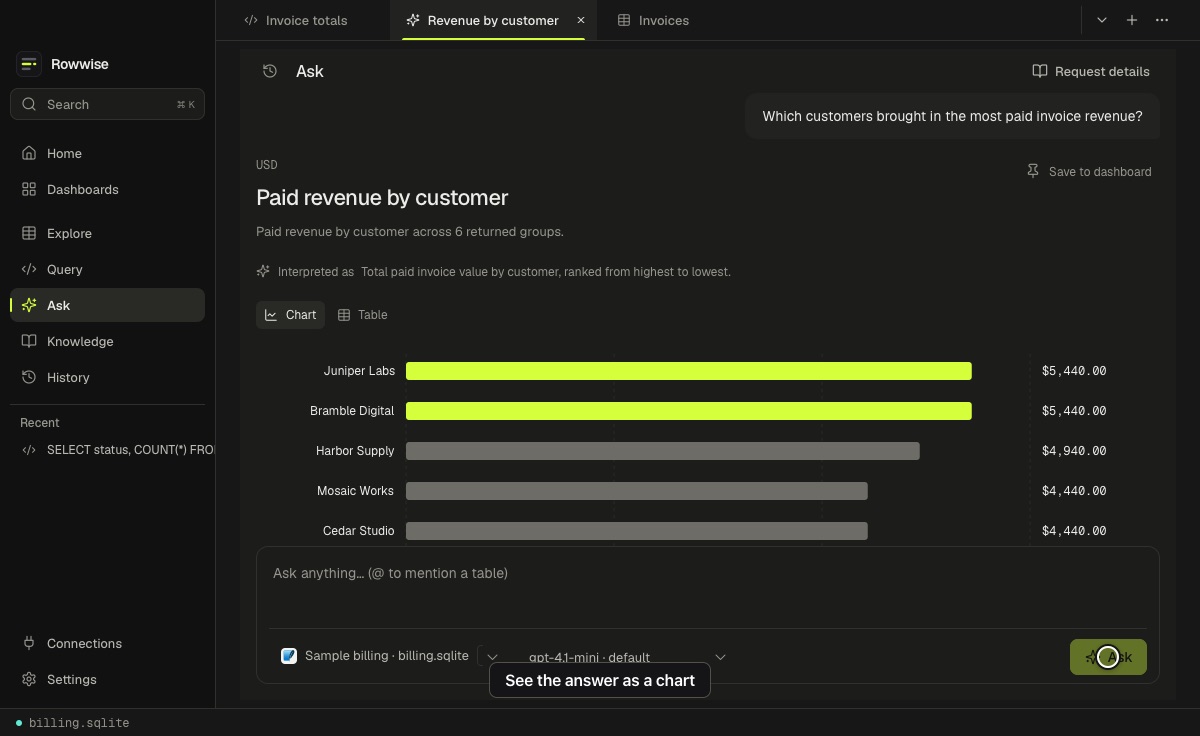 Invoice totals
Revenue by customer
Invoices
Rowwise
Search ⌘ K
Home
Dashboards
Explore
Query
Ask
Knowledge
History
Recent
SELECT status, COUNT(*) FRO
Connections
Settings
billing.sqlite
Ask
Request details
Which customers brought in the most paid invoice revenue?
USD
Save to dashboard
Paid revenue by customer
Paid revenue by customer across 6 returned groups.
Interpreted as Total paid invoice value by customer, ranked from highest to lowest.
Chart
Table
Juniper Labs $5,440.00
Bramble Digital $5,440.00
Harbor Supply $4,940.00
Mosaic Works $4,440.00
Cedar Studio $4,440.00
Ask anything… (@ to mention a table)
Sample billing · billing.sqlite
gpt-4.1-mini · default
Ask
See the answer as a chart